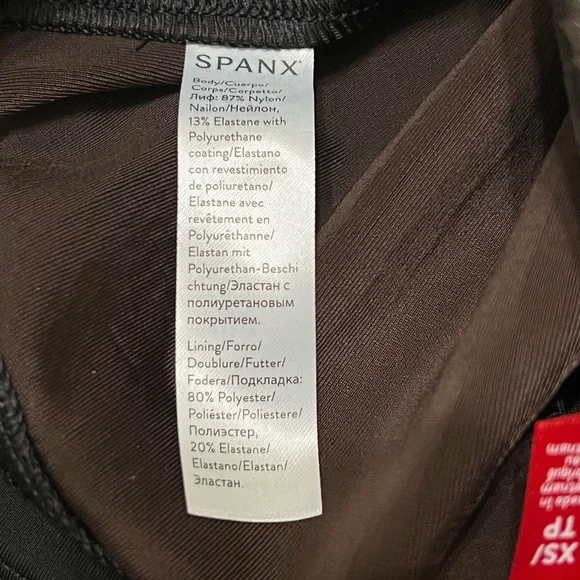 SPANX
Body/Cuerpo/
Corps/Corpetto/
Лиф: 87% Nylon/
Nailon/Нейлон,
13% Elastane with
Polyurethane
coating/Elastano
con revestimiento
de poliuretano/
Elastane avec
revêtement en
Polyuréthanne/
Elastan mit
Polyurethan-Beschi
chtung/Эластан с
полиуретановым
покрытием.
Lining/Forro/
Doublure/Futter/
Fodera/Подкладка:
80% Polyester/
Poliéster/Poliestere/
Полиэстер,
20% Elastane/
Elastano/Elastan/
Эластан.
XS/
TP
made in